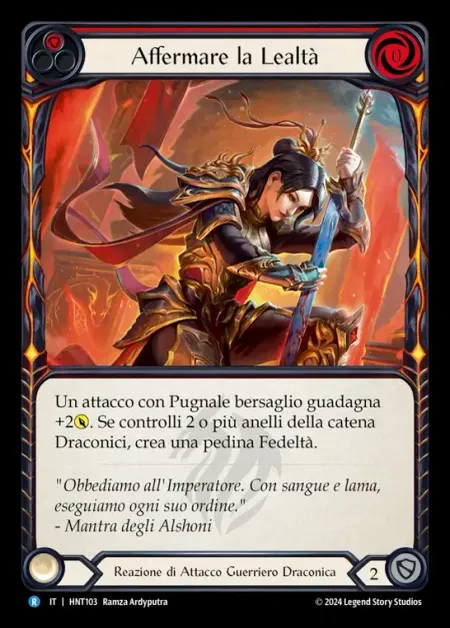 Affermare la Lealtà
0
Un attacco con Pugnale bersaglio guadagna
+2. Se controlli 2 o più anelli della catena
Draconici, crea una pedina Fedeltà.
"Obbediamo all'Imperatore. Con sangue e lama,
eseguiamo ogni suo ordine."
- Mantra degli Alshoni
Reazione di Attacco Guerriero Draconica
2
R | IT | HNT103 Ramza Ardyputra
© 2024 Legend Story Studios